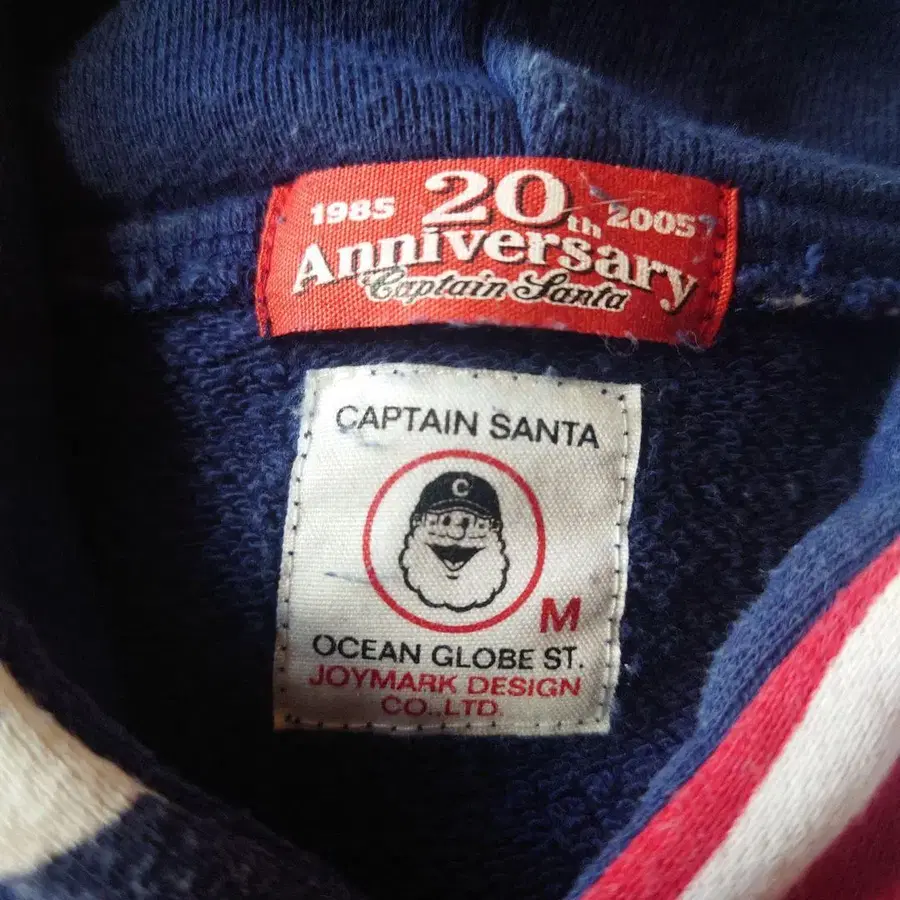 1985 20th 2005
Anniversary
Captain Santa
CAPTAIN SANTA
C
M
OCEAN GLOBE ST.
JOYMARK DESIGN
CO.,LTD.